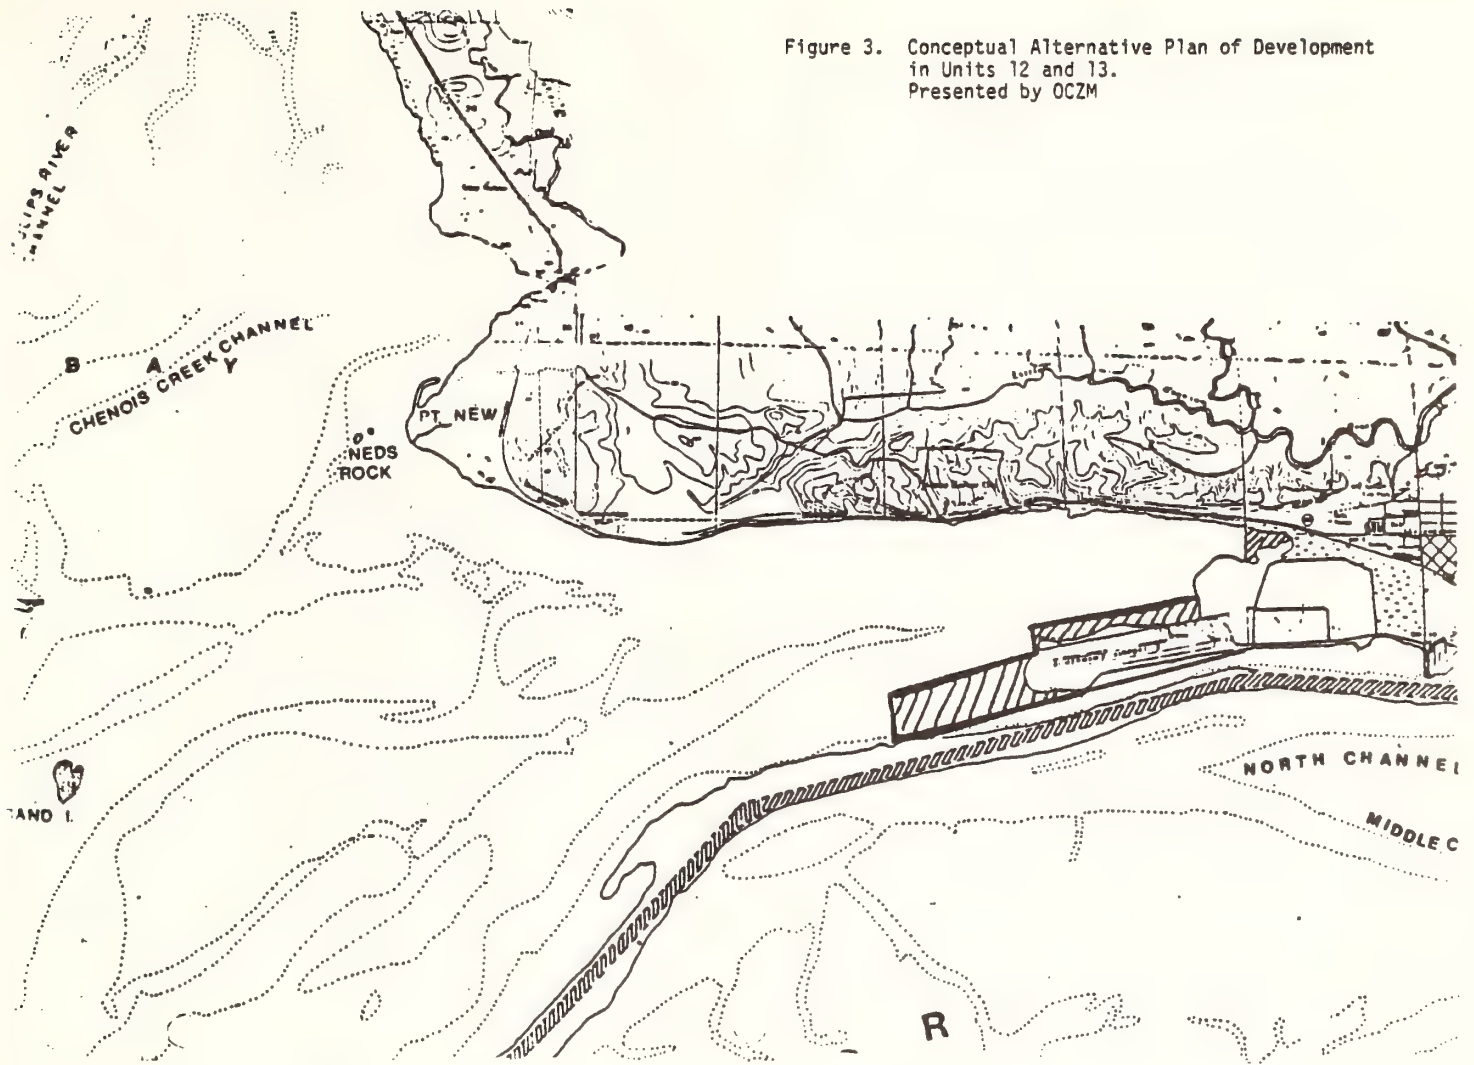 Figure 3. Conceptual Alternative Plan of Development
in Units 12 and 13.
Presented by OCZM
RIVER
CHENOIS CREEK CHANNEL
B A Y
PT. NEW
NEDS
ROCK
NORTH CHANNEL
MIDDLE C
R